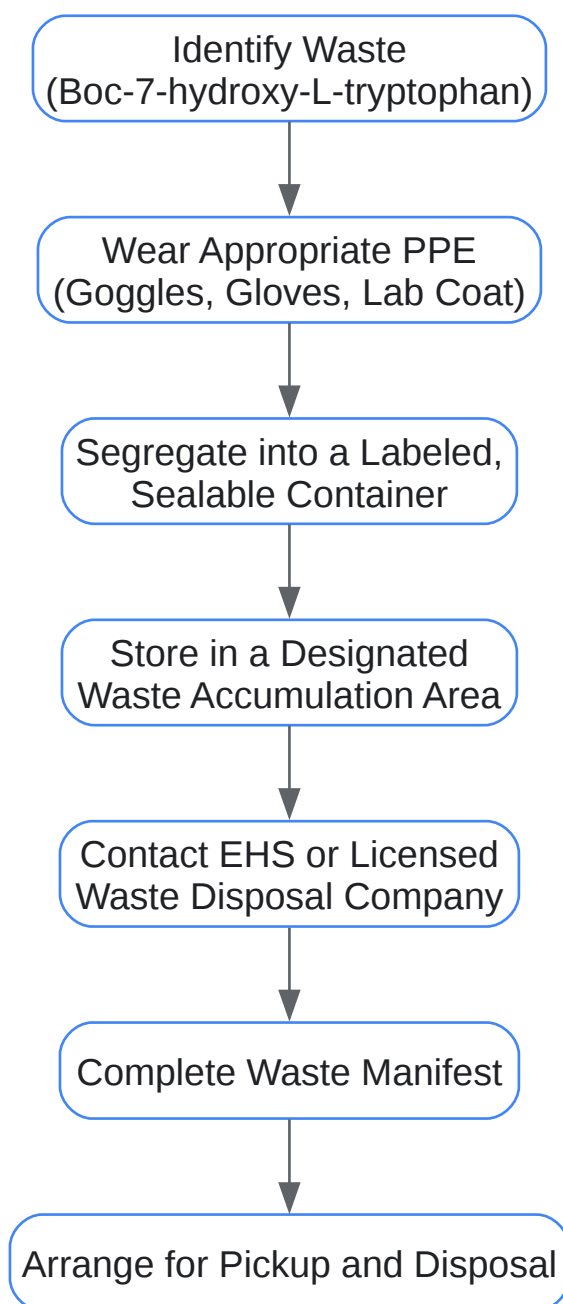 Identify Waste
(Boc-7-hydroxy-L-tryptophan)
Wear Appropriate PPE
(Goggles, Gloves, Lab Coat)
Segregate into a Labeled,
Sealable Container
Store in a Designated
Waste Accumulation Area
Contact EHS or Licensed
Waste Disposal Company
Complete Waste Manifest
Arrange for Pickup and Disposal